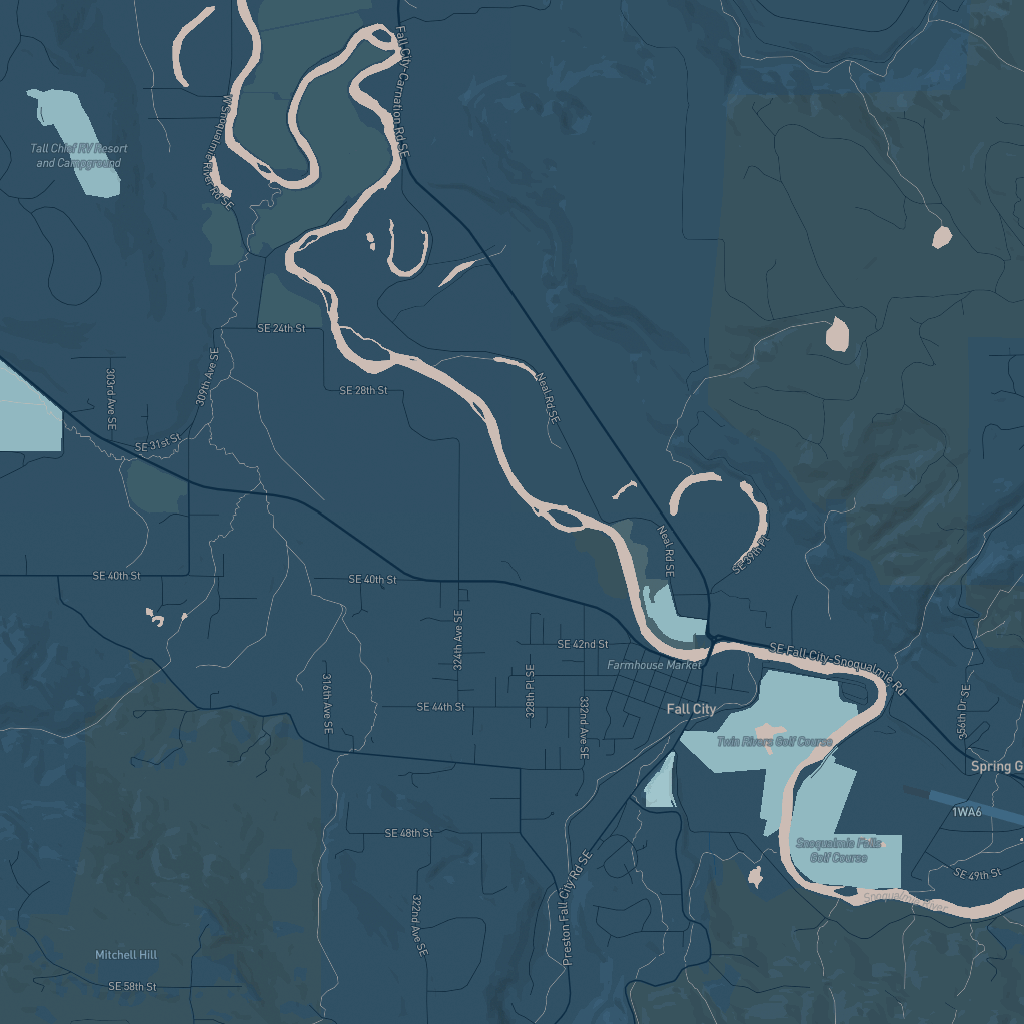 Fall City-Carnation Rd SE
W Snoqualmie River Rd SE
Tall Chief RV Resort
and Campground
SE 24th St
309th Ave SE
303rd Ave SE
SE 28th St
Neal Rd SE
SE 31st St
Neal Rd SE
SE 39th Pl
SE 40th St
SE 40th St
324th Ave SE
SE 42nd St
Farmhouse Market
SE Fall City-Snoqualmie Rd
316th Ave SE
328th Pl SE
332nd Ave SE
SE 44th St
Fall City
356th Dr SE
Twin Rivers Golf Course
Spring G
1WA6
SE 48th St
Snoqualmie Falls
Golf Course
SE 49th St
Preston Fall City Rd SE
Snoqualmie River
322nd Ave SE
Mitchell Hill
SE 58th St